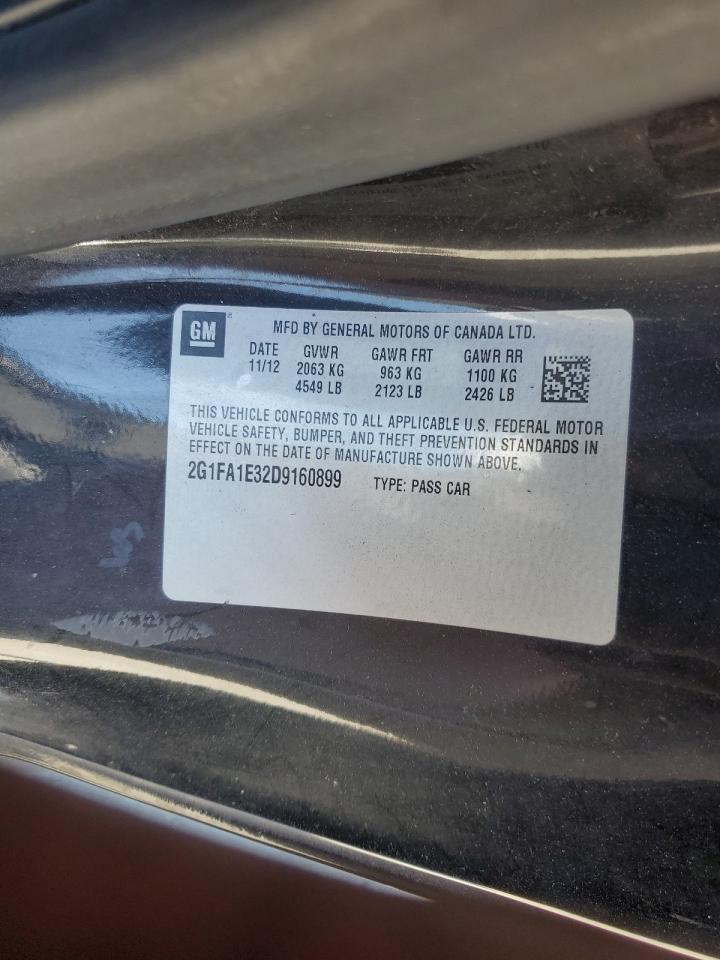 GM
MFD BY GENERAL MOTORS OF CANADA LTD.
DATE GVWR GAWR FRT GAWR RR
11/12 2063 KG 963 KG 1100 KG
4549 LB 2123 LB 2426 LB
THIS VEHICLE CONFORMS TO ALL APPLICABLE U.S. FEDERAL MOTOR
VEHICLE SAFETY, BUMPER, AND THEFT PREVENTION STANDARDS IN
EFFECT ON THE DATE OF MANUFACTURE SHOWN ABOVE.
2G1FA1E32D9160899 TYPE: PASS CAR